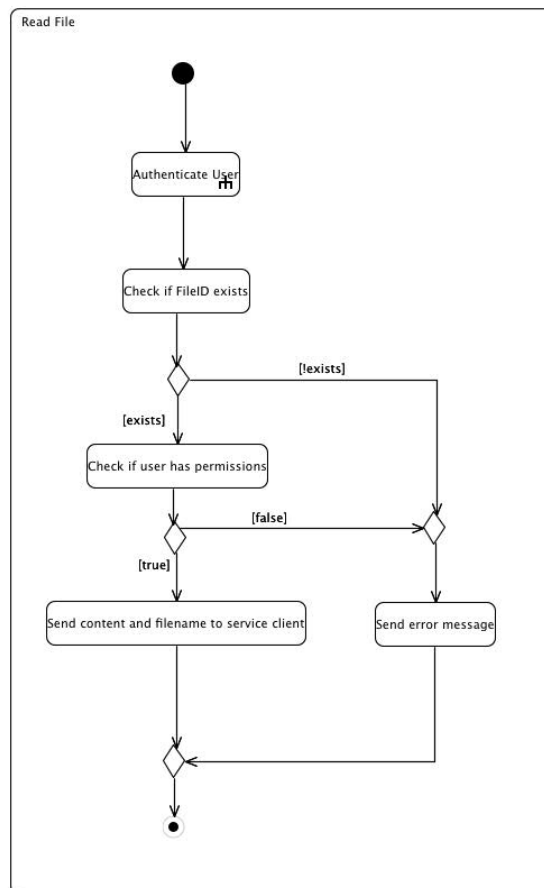 Read File
Authenticate User
Check if FileID exists
[!exists]
[exists]
Check if user has permissions
[false]
[true]
Send content and filename to service client
Send error message